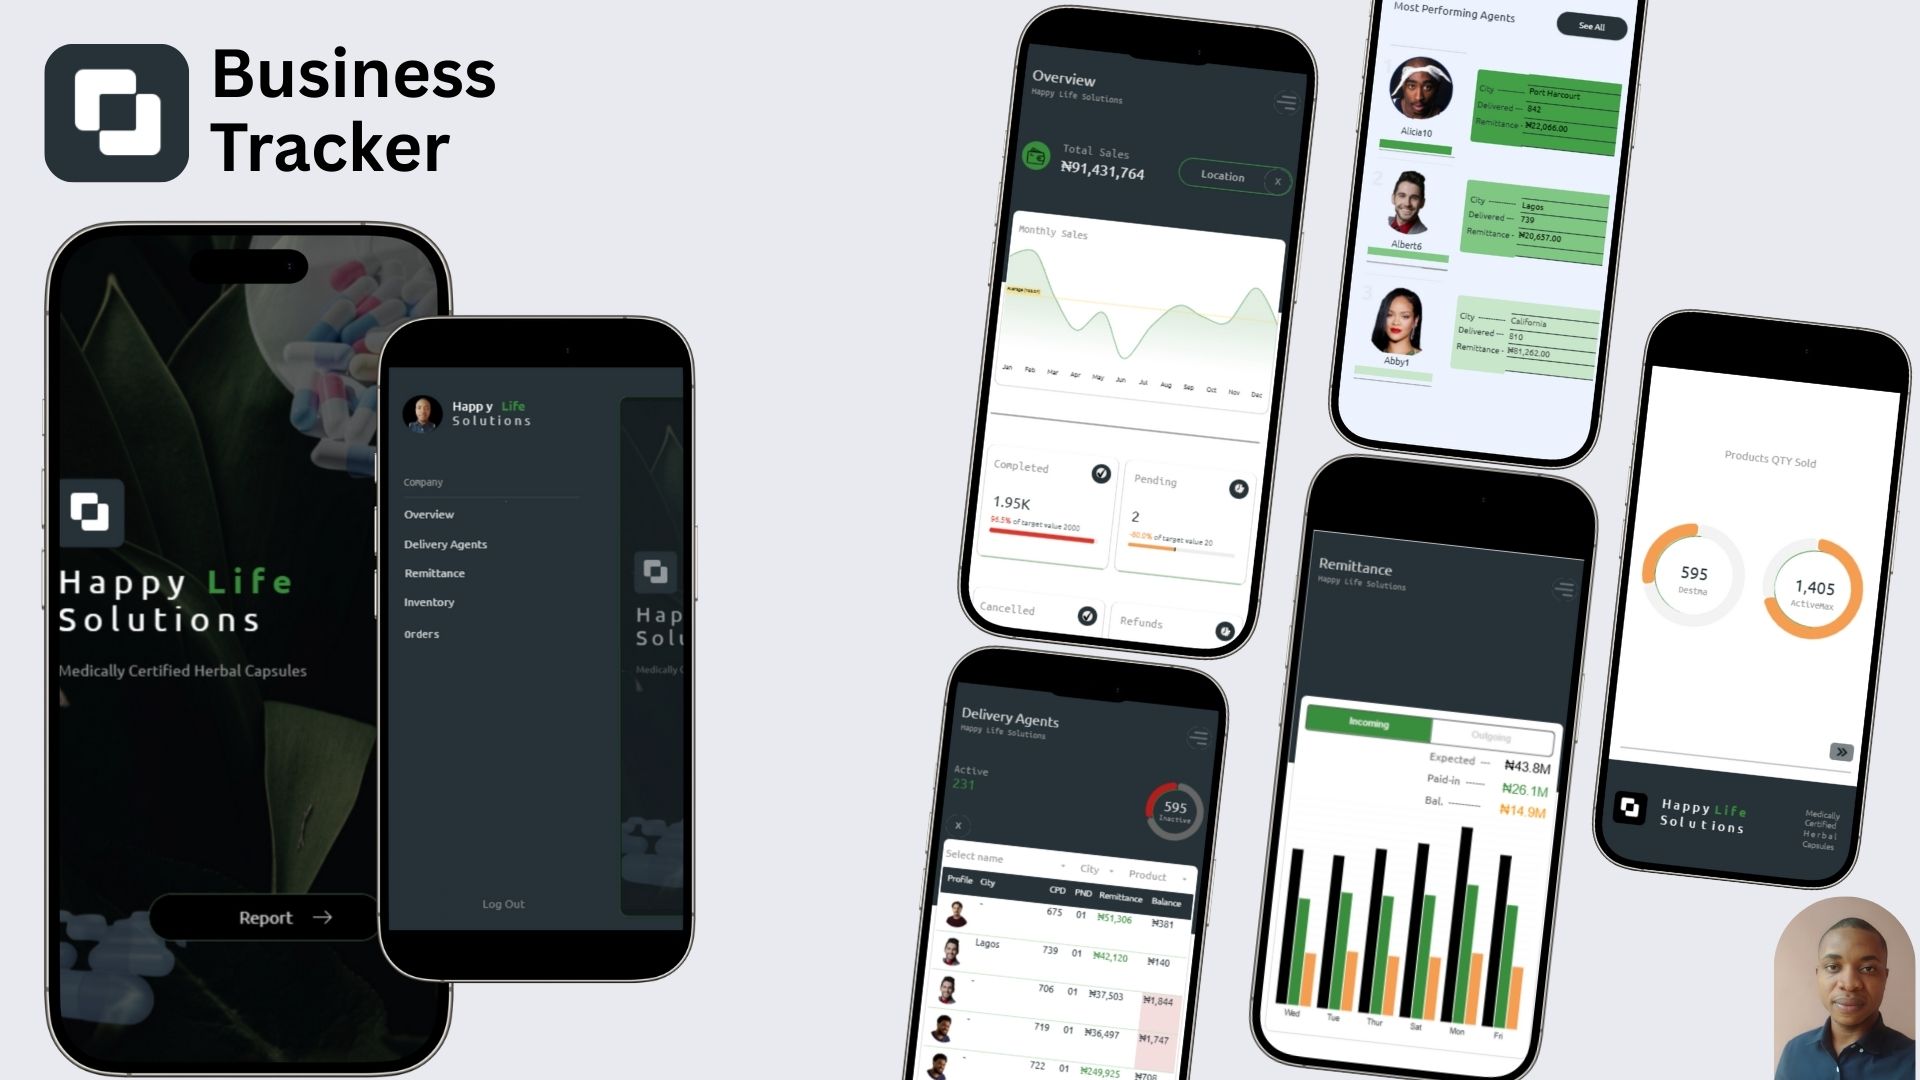 Business
Tracker
Happy Life
Solutions
Medically Certified Herbal Capsules
Report
Happy Life
Solutions
Company
Overview
Delivery Agents
Remittance
Inventory
Orders
Log Out
Hap
Solu
Medically C
Overview
Happy Life Solutions
Total Sales
₦91,431,764
Location X
Monthly Sales
Jan Feb Mar Apr May Jun Jul Aug Sep Oct Nov Dec
Completed
1.95K
96.5% of target value 2000
Pending
2
-80.0% of target value 20
Cancelled
Refunds
Most Performing Agents
See All
1
Alicia10
City Port Harcourt
Delivered 842
Remittance ₦22,066.00
2
Albert6
City Lagos
Delivered 739
Remittance ₦20,657.00
3
Abby1
City California
Delivered 810
Remittance ₦81,262.00
Delivery Agents
Happy Life Solutions
Active
231
595
Inactive
X
Select name City Product
Profile City CPD PND Remittance Balance
- 675 01 ₦51,306 ₦381
Lagos 739 01 ₦42,120 ₦140
- 706 01 ₦37,503 ₦1,844
- 719 01 ₦36,497 ₦1,747
- 722 01 ₦249,925 ₦708
Remittance
Happy Life Solutions
Incoming Outgoing
Expected ₦43.8M
Paid-in ₦26.1M
Bal. ₦14.9M
Wed Tue Thur Sat Mon Fri
Products QTY Sold
595
Destma
1,405
ActiveMax
Happy Life
Solutions
Medically
Certified
Herbal
Capsules